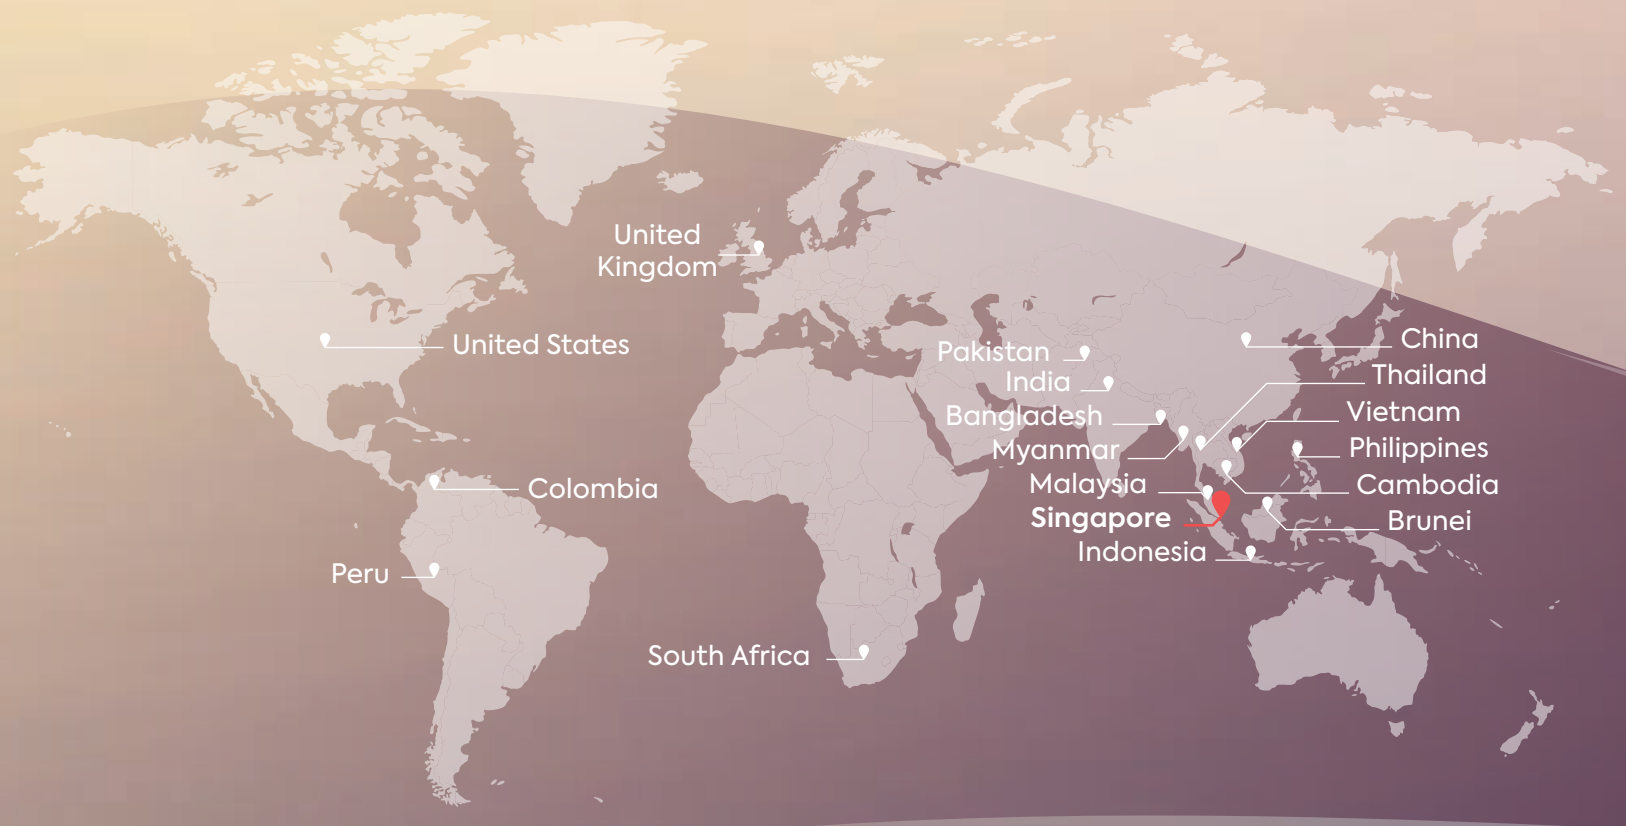 United
Kingdom
United States
Colombia
Peru
South Africa
Pakistan
India
Bangladesh
Myanmar
Malaysia
Singapore
Indonesia
China
Thailand
Vietnam
Philippines
Cambodia
Brunei